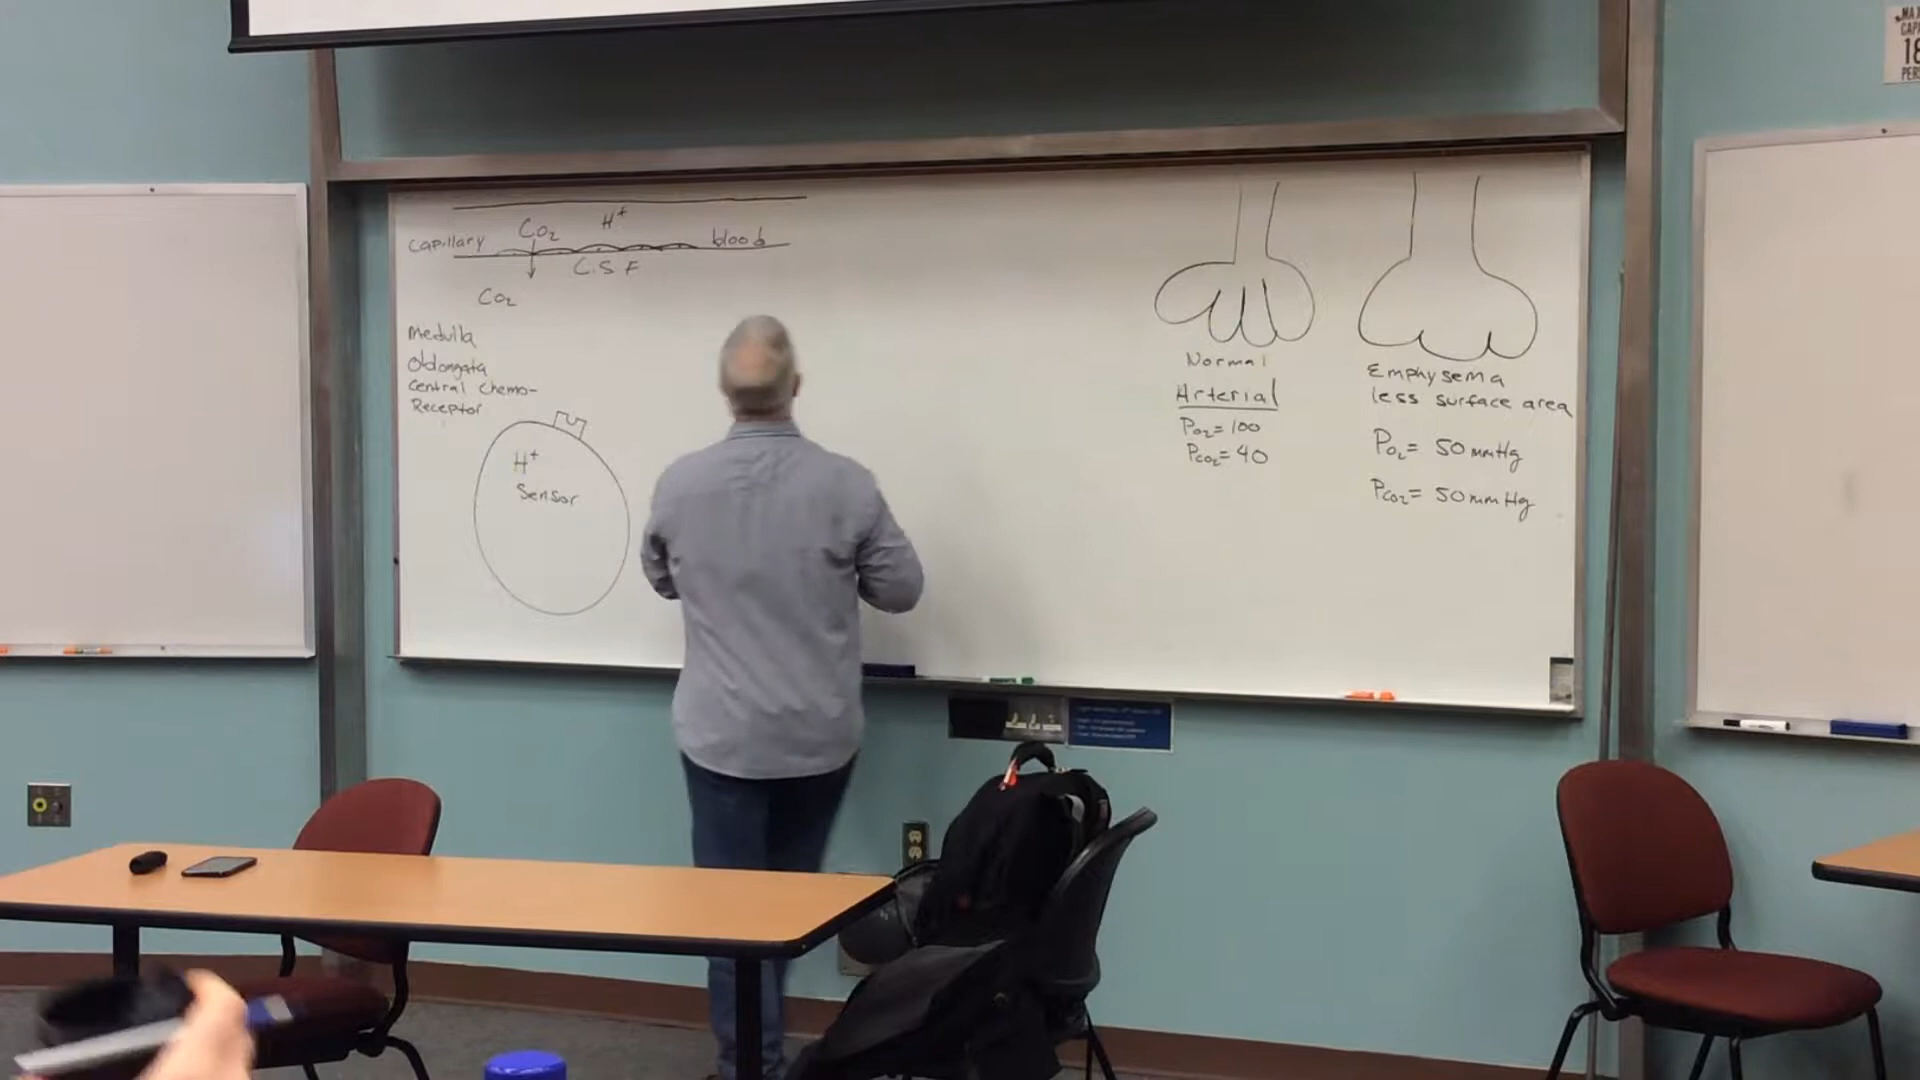 Capillary CO2 H+ blood
C.S.F
CO2
Medulla
Oblongata
Central Chemo-
Receptor
H+
Sensor
Normal
Arterial
PO2= 100
PCO2= 40
Emphysema
less surface area
PO2= 50 mmHg
PCO2= 50 mmHg